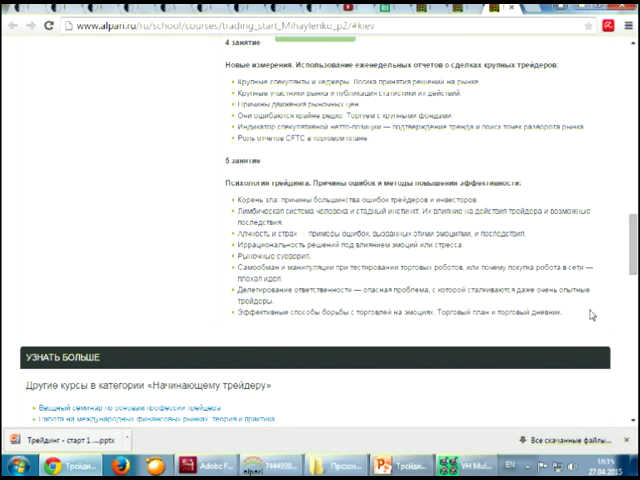 www.alpari.ru/ru/school/courses/trading_start_Mihaylenko_p2/#kiev
4 занятие
Новые измерения. Использование еженедельных отчетов о сделках крупных трейдеров:
Крупные спекулянты и хеджеры. Логика принятия решений на рынке
Крупные участники рынка и публикация статистики их действий.
Причины движения рыночных цен
Они ошибаются крайне редко. Торгуем с крупными фондами.
Индикатор спекулятивной нетто-позиции — подтверждение тренда и поиск точек разворота рынка
Роль отчетов CFTC в торговом плане
5 занятие
Психология трейдинга. Причины ошибок и методы повышения эффективности:
Корень зла: причины большинства ошибок трейдеров и инвесторов.
Лимбическая система человека и стадный инстинкт. Их влияние на действия трейдера и возможные
последствия.
Алчность и страх — примеры ошибок, вызванных этими эмоциями, и последствия.
Иррациональность решений под влиянием эмоций или стресса
Рыночные суеверия.
Самообман и манипуляции при тестировании торговых роботов, или почему покупка робота в сети —
плохая идея.
Делегирование ответственности — опасная проблема, с которой сталкиваются даже очень опытные
трейдеры.
Эффективные способы борьбы с торговлей на эмоциях. Торговый план и торговый дневник.
УЗНАТЬ БОЛЬШЕ
Другие курсы в категории «Начинающему трейдеру»
Вводный семинар по основам профессии трейдера
Работа на международных финансовых рынках: теория и практика
Трейдинг - старт 1 ....pptx
Все скачанные файлы...
Трейди...
Adobe F...
alpari
7444930...
Презен...
Трейди...
VH Mul...
EN
18:15
27.04.2015